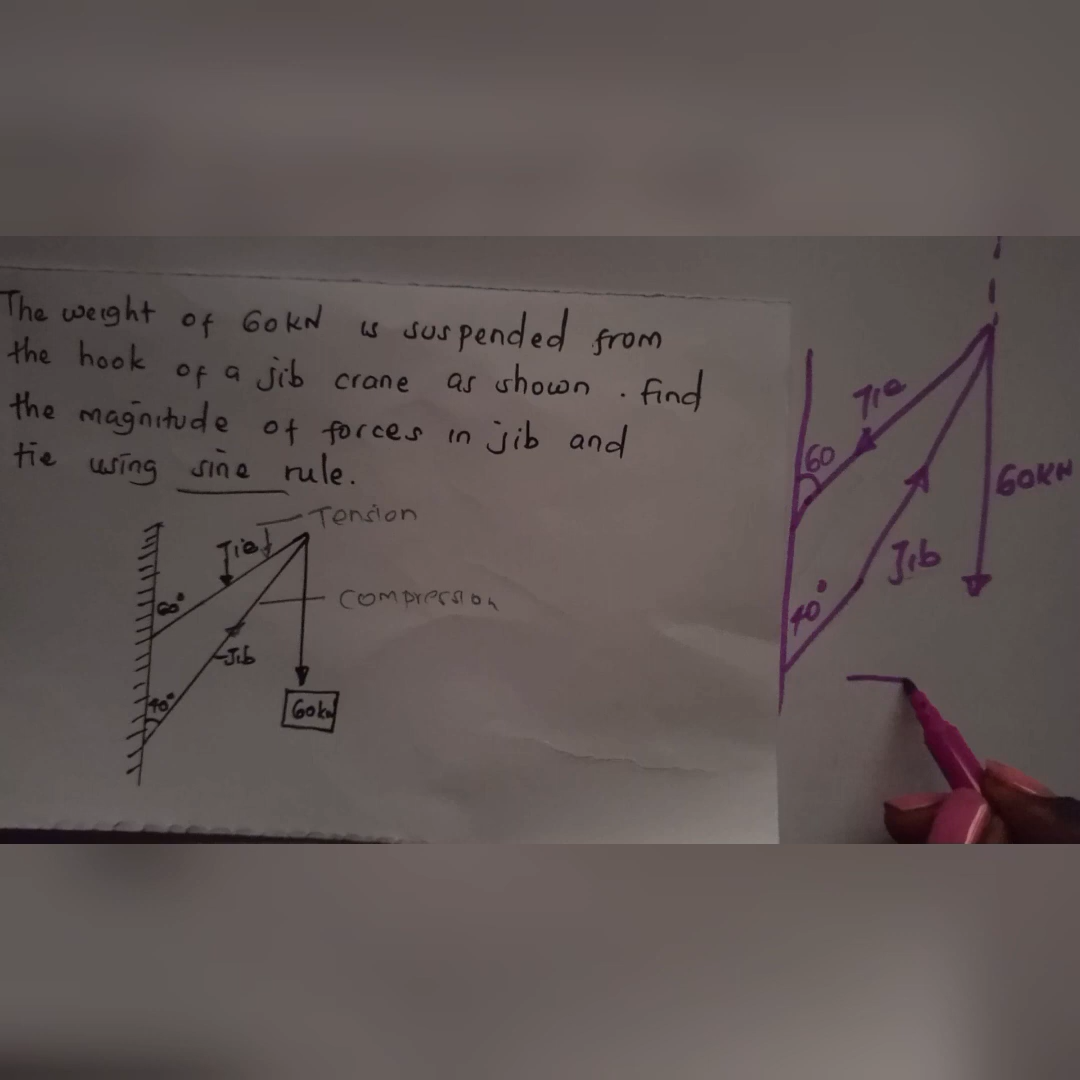 The weight of 60KN is suspended from
the hook of a jib crane as shown. find
the magnitude of forces in jib and
tie using sine rule.
Tension
Tie
60°
compression
Jib
40°
60kN
Tie
60
60KN
Jib
40°